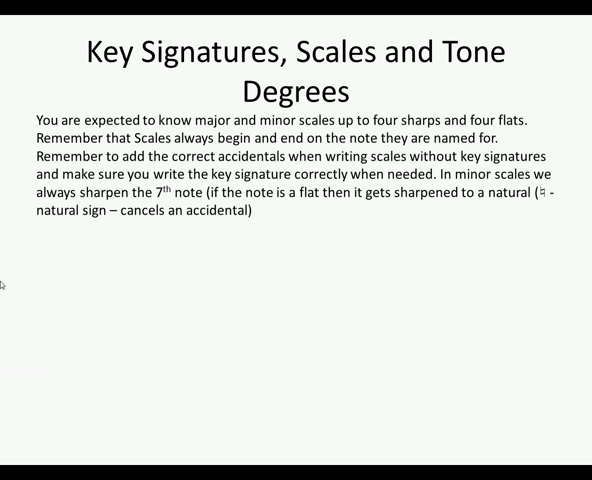 Key Signatures, Scales and Tone
Degrees
You are expected to know major and minor scales up to four sharps and four flats.
Remember that Scales always begin and end on the note they are named for.
Remember to add the correct accidentals when writing scales without key signatures
and make sure you write the key signature correctly when needed. In minor scales we
always sharpen the 7th note (if the note is a flat then it gets sharpened to a natural (♮ -
natural sign – cancels an accidental)